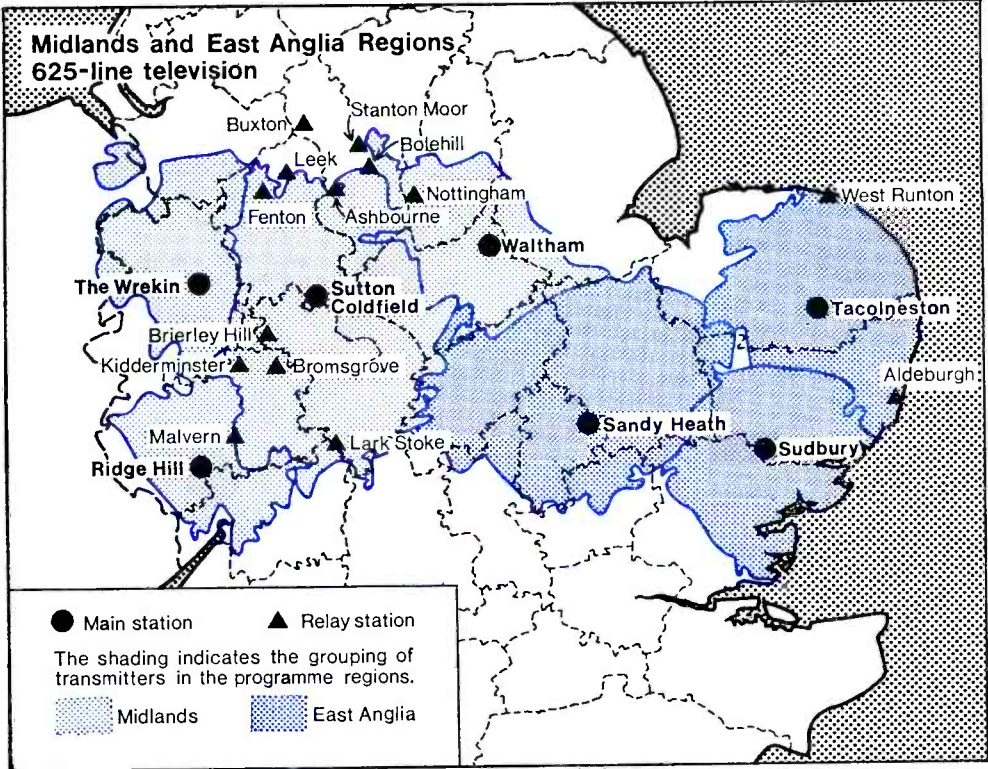 Midlands and East Anglia Regions
625-line television
Stanton Moor
Buxton
Bolehill
Leek
Fenton
Ashbourne
Nottingham
West Runton
Waltham
The Wrekin
Sutton
Coldfield
Tacolneston
Brierley Hill
Kidderminster
Bromsgrove
Aldeburgh
Malvern
Lark Stoke
Sandy Heath
Sudbury
Ridge Hill
Main station
Relay station
The shading indicates the grouping of
transmitters in the programme regions.
Midlands
East Anglia